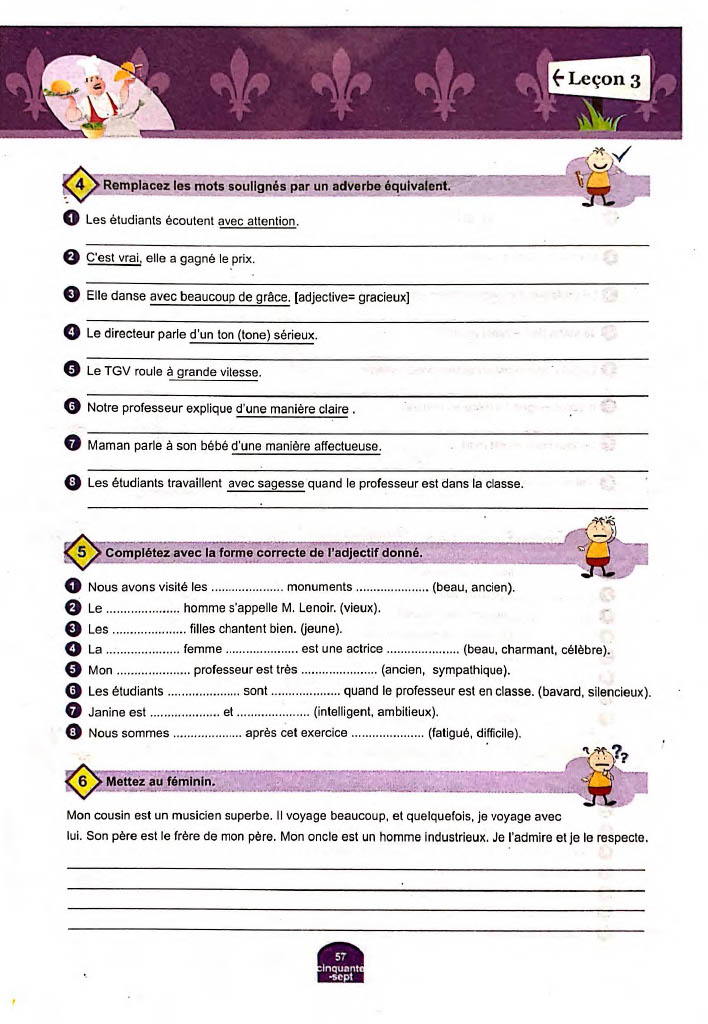 Leçon 3
4 Remplacez les mots soulignés par un adverbe équivalent.
1 Les étudiants écoutent avec attention.
2 C'est vrai, elle a gagné le prix.
3 Elle danse avec beaucoup de grâce. [adjective= gracieux]
4 Le directeur parle d'un ton (tone) sérieux.
5 Le TGV roule à grande vitesse.
6 Notre professeur explique d'une manière claire .
7 Maman parle à son bébé d'une manière affectueuse.
8 Les étudiants travaillent avec sagesse quand le professeur est dans la classe.
5 Complétez avec la forme correcte de l'adjectif donné.
1 Nous avons visité les ..................... monuments ..................... (beau, ancien).
2 Le ...................... homme s'appelle M. Lenoir. (vieux).
3 Les ...................... filles chantent bien. (jeune).
4 La ...................... femme ...................... est une actrice ...................... (beau, charmant, célèbre).
5 Mon ..................... professeur est très ...................... (ancien, sympathique).
6 Les étudiants ..................... sont .................... quand le professeur est en classe. (bavard, silencieux).
7 Janine est .................... et ...................... (intelligent, ambitieux).
8 Nous sommes .................... après cet exercice ..................... (fatigué, difficile).
??
?
6 Mettez au féminin.
Mon cousin est un musicien superbe. Il voyage beaucoup, et quelquefois, je voyage avec
lui. Son père est le frère de mon père. Mon oncle est un homme industrieux. Je l'admire et je le respecte.
57
cinquante
-sept